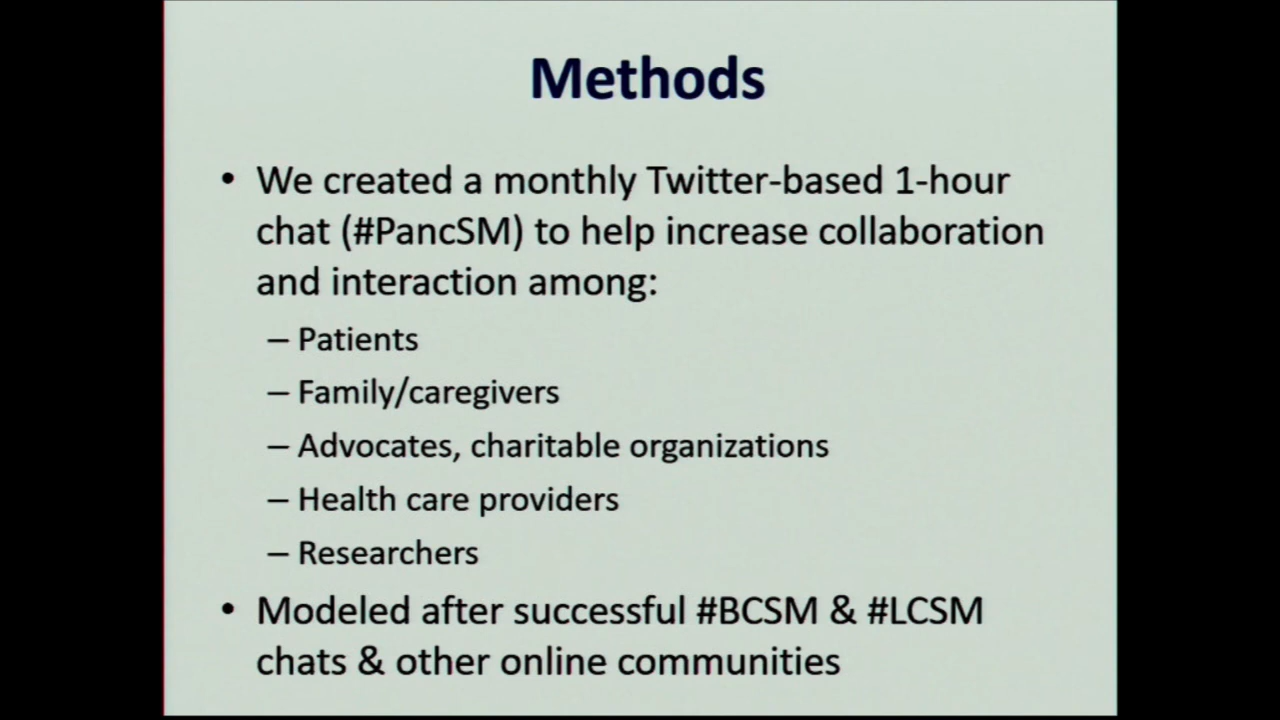 Methods
• We created a monthly Twitter-based 1-hour
chat (#PancSM) to help increase collaboration
and interaction among:
– Patients
– Family/caregivers
– Advocates, charitable organizations
– Health care providers
– Researchers
• Modeled after successful #BCSM & #LCSM
chats & other online communities